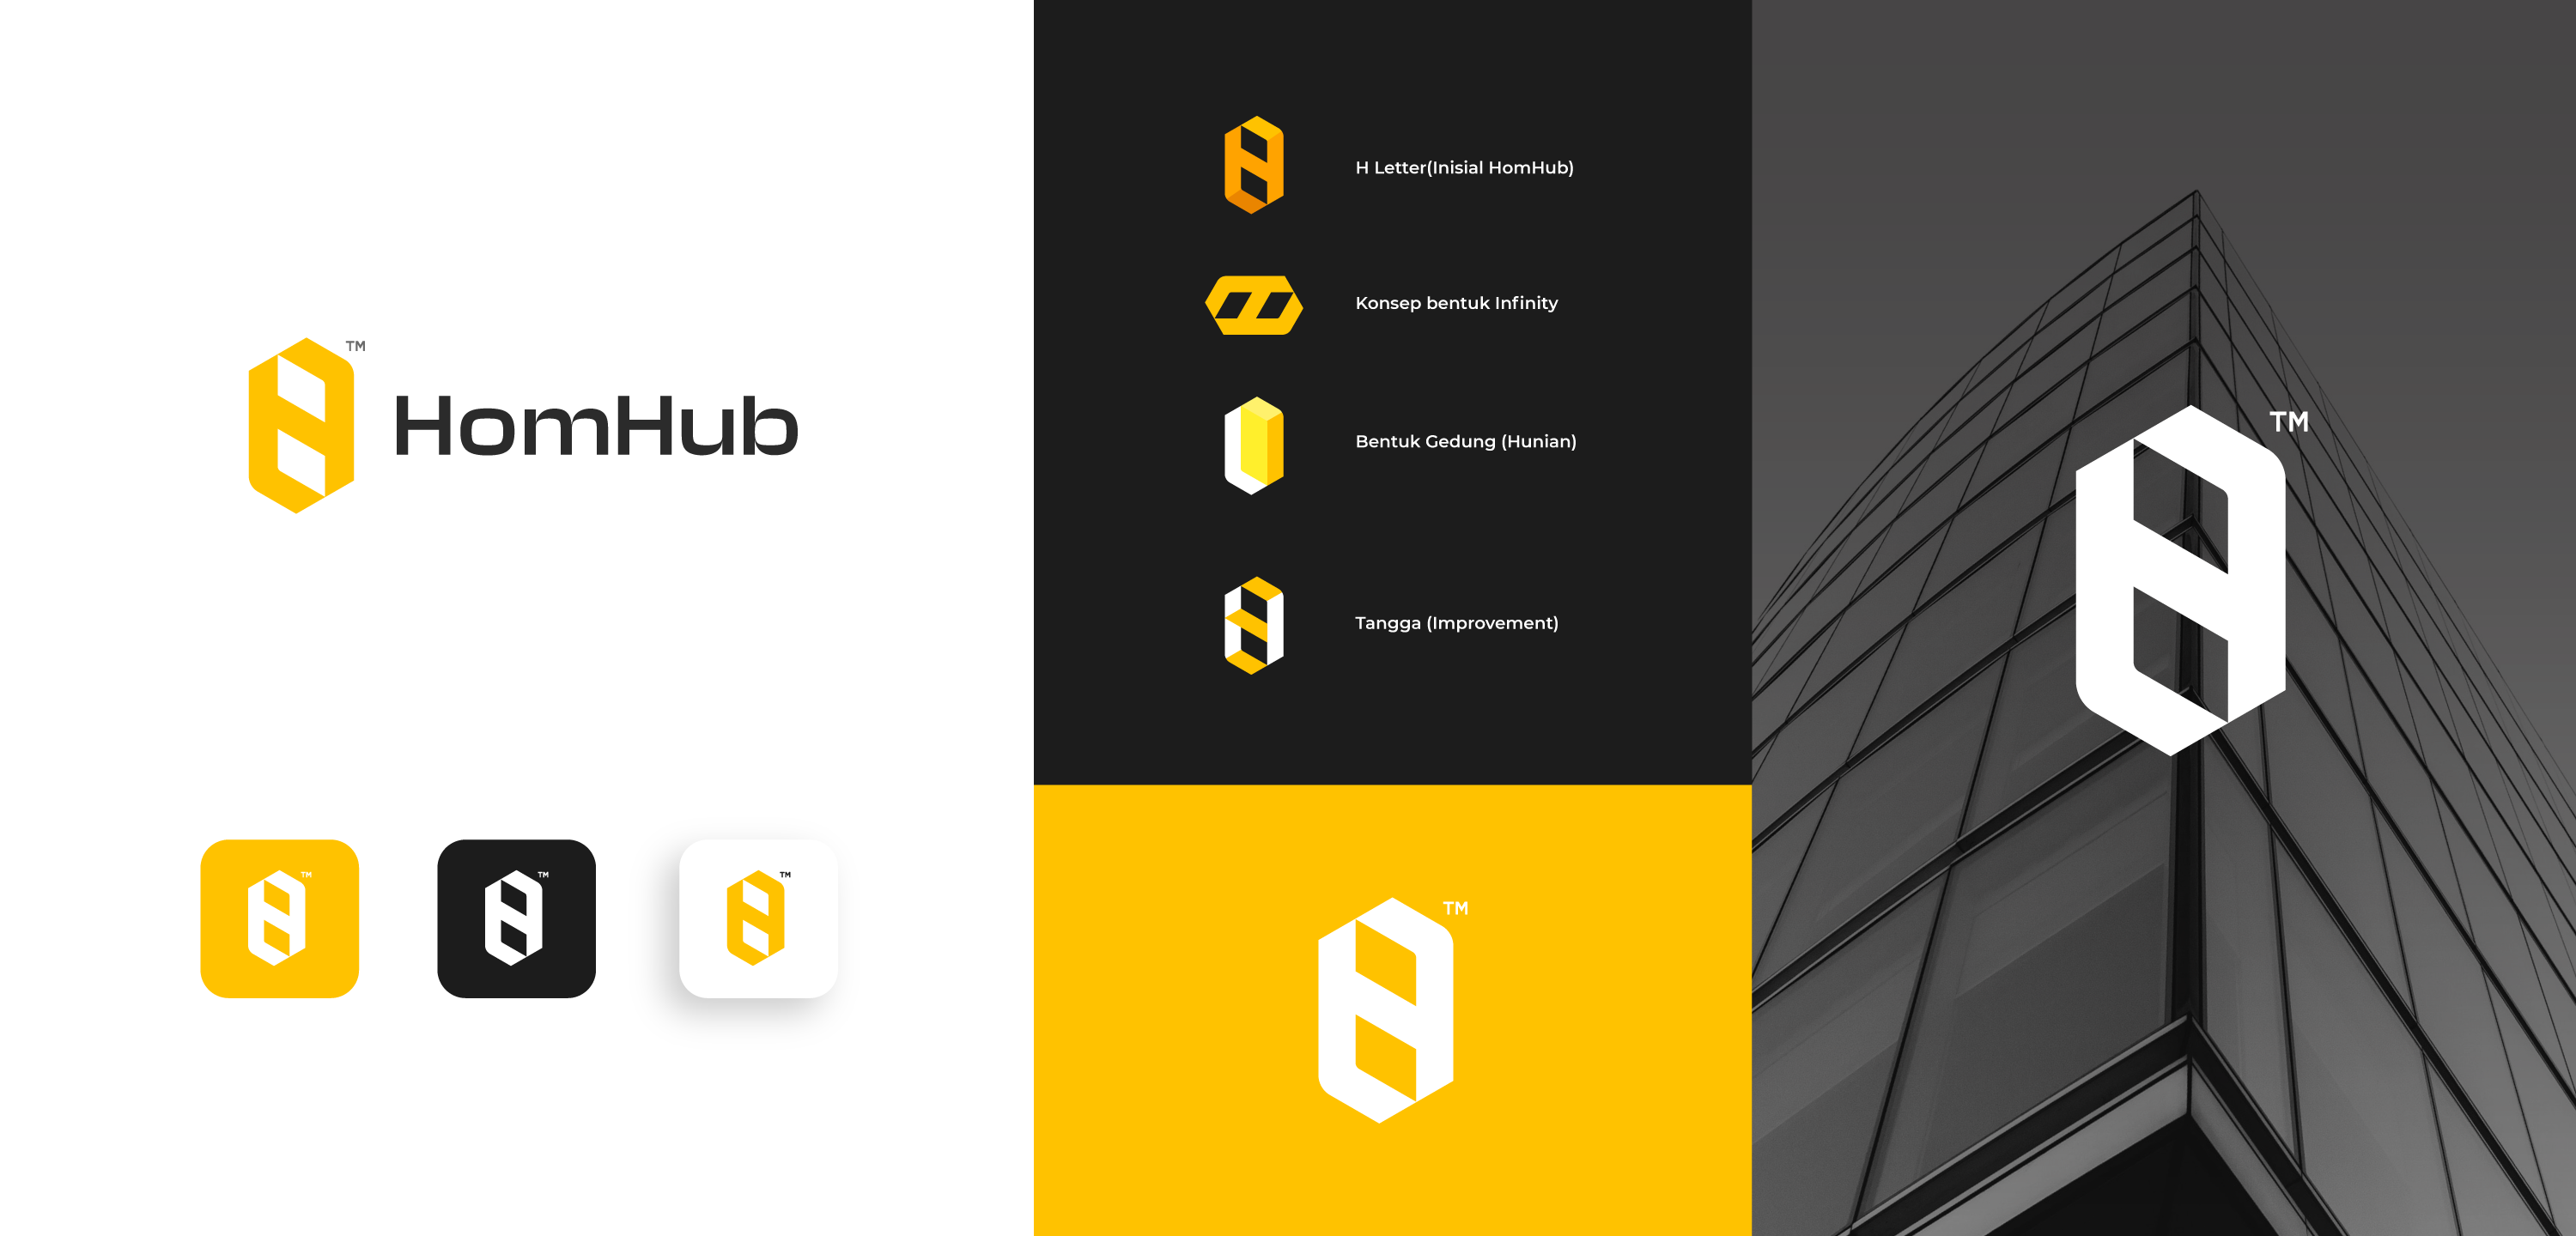 TM
HomHub
TM
TM
TM
H Letter(Inisial HomHub)
Konsep bentuk Infinity
Bentuk Gedung (Hunian)
Tangga (Improvement)
TM
TM